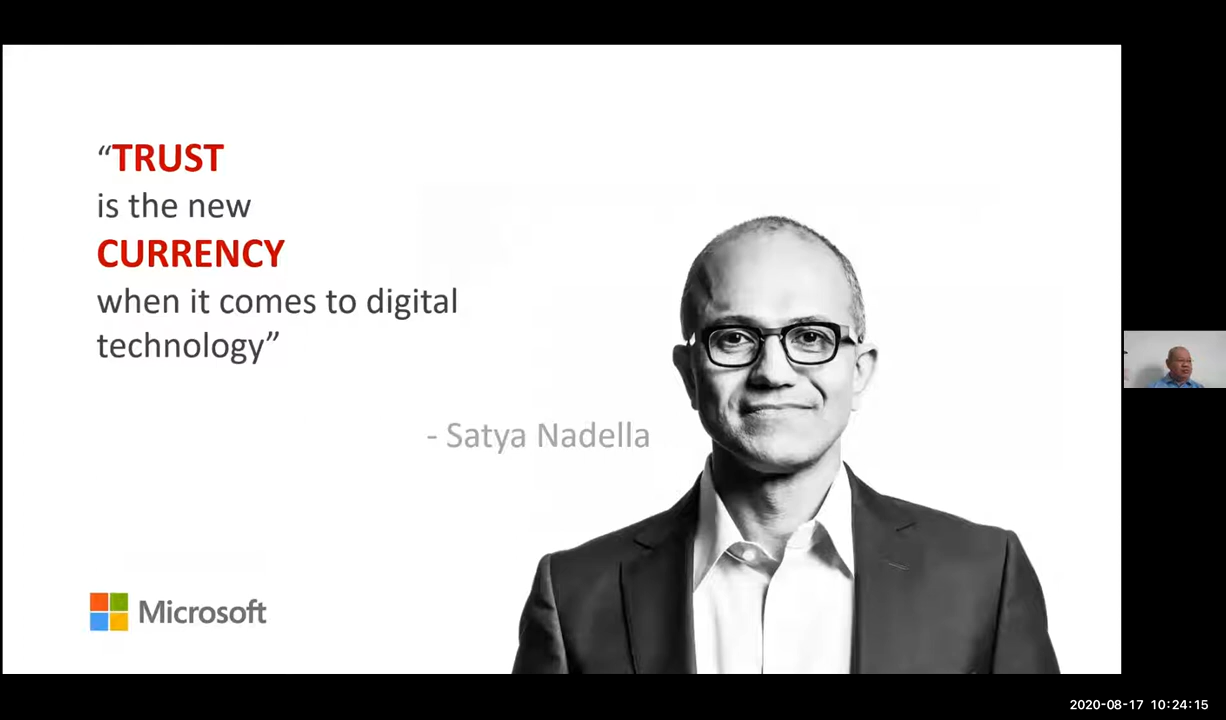 “TRUST
is the new
CURRENCY
when it comes to digital
technology”
- Satya Nadella
Microsoft
2020-08-17 10:24:15